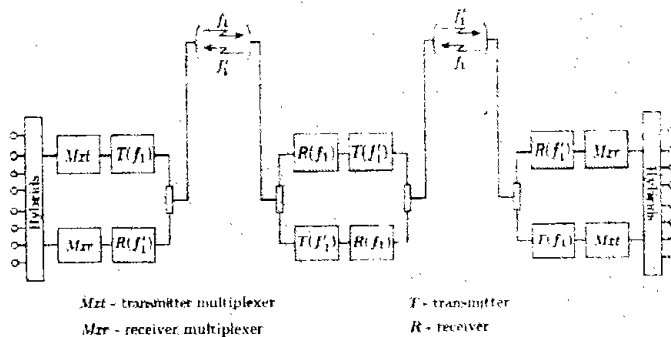 f₁ f₁′
f₁′ f₁
Mxt T(f₁) R(f₁) T(f₁′) R(f₁′) Mxr
Hybrids Hybrids
Mxr R(f₁′) T(f₁′) R(f₁) T(f₁) Mxt
Mxt - transmitter multiplexer T - transmitter
Mxr - receiver multiplexer R - receiver